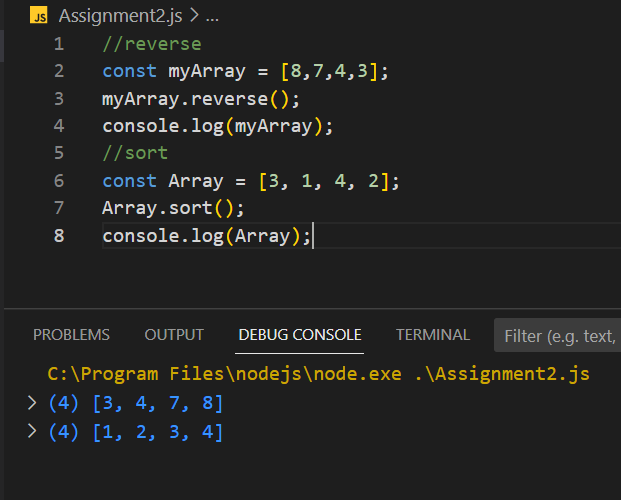 JS Assignment2.js > ...
1 //reverse
2 const myArray = [8,7,4,3];
3 myArray.reverse();
4 console.log(myArray);
5 //sort
6 const Array = [3, 1, 4, 2];
7 Array.sort();
8 console.log(Array);
PROBLEMS OUTPUT DEBUG CONSOLE TERMINAL Filter (e.g. text,
C:\Program Files\nodejs\node.exe .\Assignment2.js
> (4) [3, 4, 7, 8]
> (4) [1, 2, 3, 4]